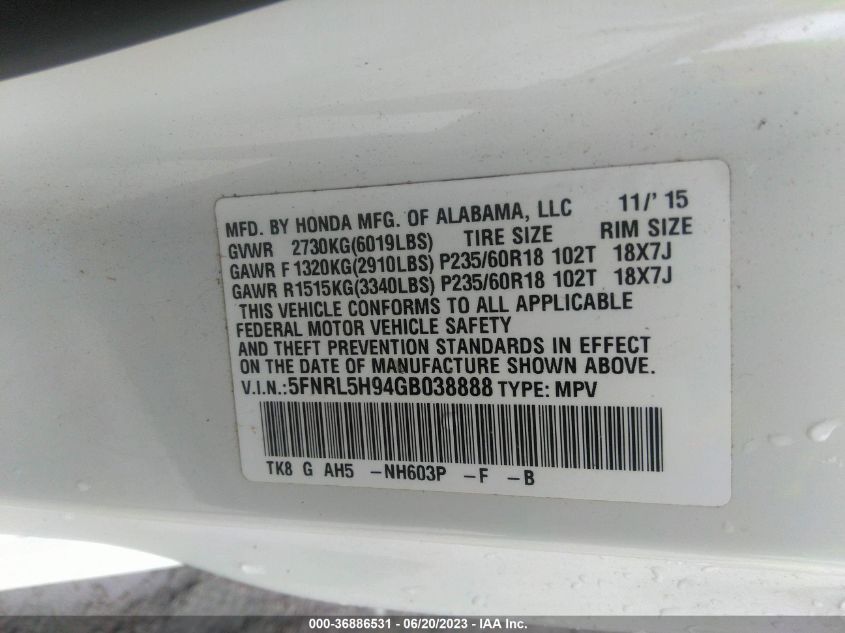 MFD. BY HONDA MFG. OF ALABAMA, LLC 11/' 15
GVWR 2730KG(6019LBS) TIRE SIZE RIM SIZE
GAWR F 1320KG(2910LBS) P235/60R18 102T 18X7J
GAWR R1515KG(3340LBS) P235/60R18 102T 18X7J
THIS VEHICLE CONFORMS TO ALL APPLICABLE
FEDERAL MOTOR VEHICLE SAFETY
AND THEFT PREVENTION STANDARDS IN EFFECT
ON THE DATE OF MANUFACTURE SHOWN ABOVE.
V.I.N.:5FNRL5H94GB038888 TYPE: MPV
TK8 G AH5 -NH603P -F -B
000-36886531 - 06/20/2023 - IAA Inc.